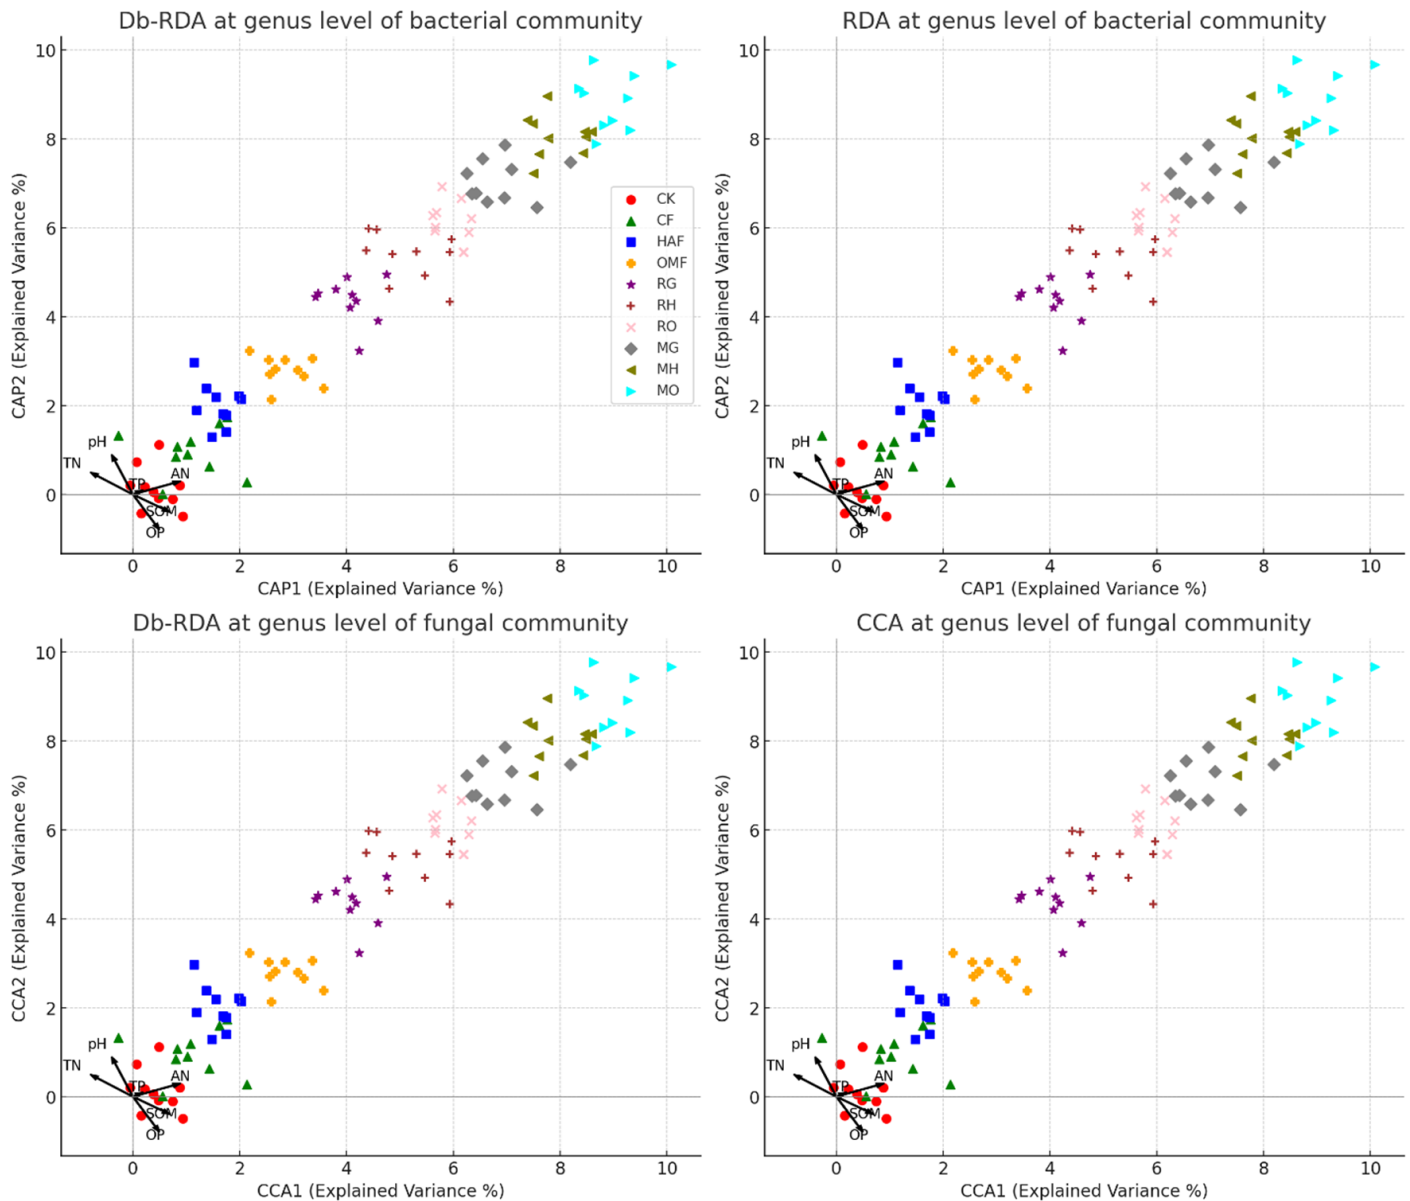 Db-RDA at genus level of bacterial community
CAP2 (Explained Variance %)
10
8
6
4
2
0
CK
CF
HAF
OMF
RG
RH
RO
MG
MH
MO
pH
TN
TP
AN
SOM
OP
0 2 4 6 8 10
CAP1 (Explained Variance %)
RDA at genus level of bacterial community
CAP2 (Explained Variance %)
10
8
6
4
2
0
pH
TN
TP
AN
SOM
OP
0 2 4 6 8 10
CAP1 (Explained Variance %)
Db-RDA at genus level of fungal community
CCA2 (Explained Variance %)
10
8
6
4
2
0
pH
TN
TP
AN
SOM
OP
0 2 4 6 8 10
CCA1 (Explained Variance %)
CCA at genus level of fungal community
CCA2 (Explained Variance %)
10
8
6
4
2
0
pH
TN
TP
AN
SOM
OP
0 2 4 6 8 10
CCA1 (Explained Variance %)